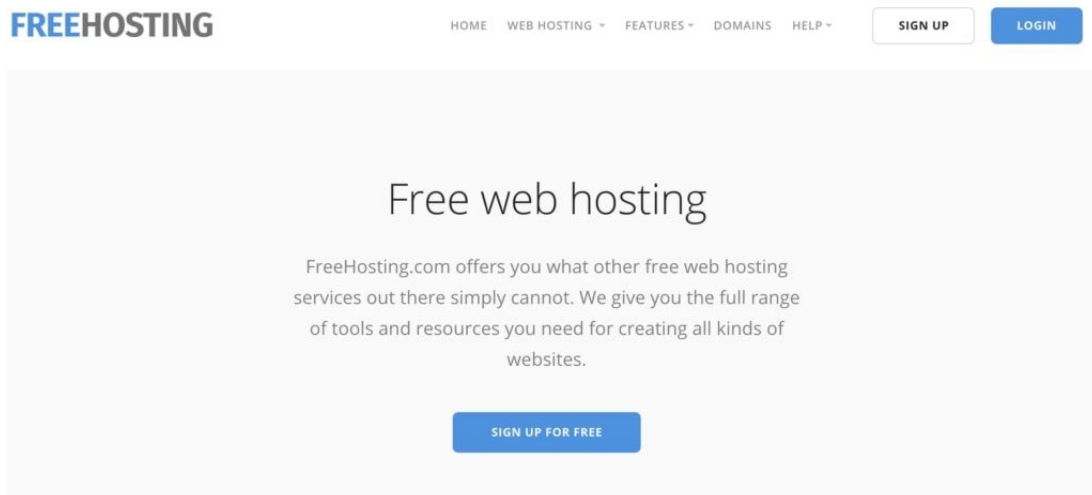 FREEHOSTING
HOME WEB HOSTING FEATURES DOMAINS HELP SIGN UP LOGIN
Free web hosting
FreeHosting.com offers you what other free web hosting
services out there simply cannot. We give you the full range
of tools and resources you need for creating all kinds of
websites.
SIGN UP FOR FREE